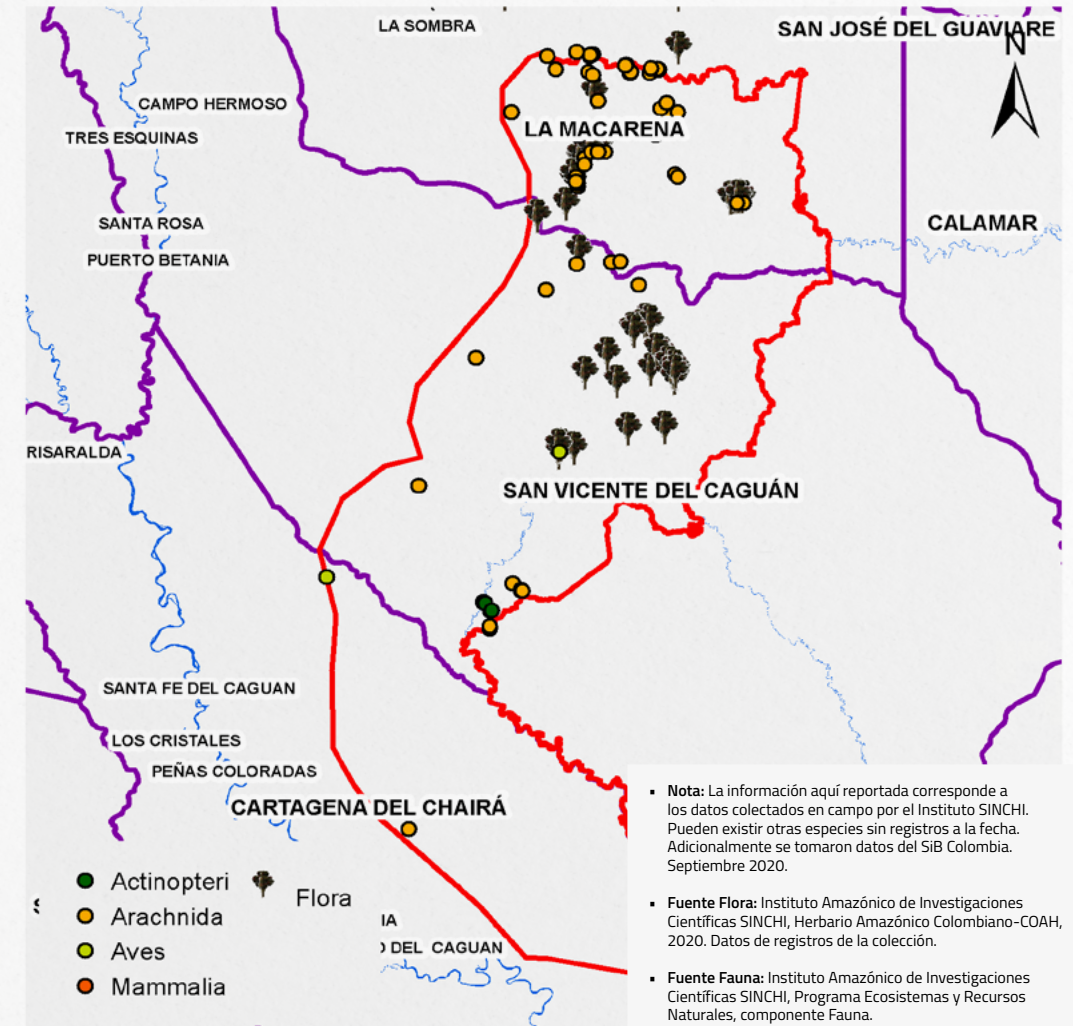 LA SOMBRA
SAN JOSÉ DEL GUAVIARE
N
CAMPO HERMOSO
TRES ESQUINAS
LA MACARENA
SANTA ROSA
CALAMAR
PUERTO BETANIA
RISARALDA
SAN VICENTE DEL CAGUÁN
SANTA FE DEL CAGUAN
LOS CRISTALES
PEÑAS COLORADAS
CARTAGENA DEL CHAIRÁ
Actinopteri
Flora
Arachnida
Aves
Mammalia
IA
DEL CAGUAN
• Nota: La información aquí reportada corresponde a
los datos colectados en campo por el Instituto SINCHI.
Pueden existir otras especies sin registros a la fecha.
Adicionalmente se tomaron datos del SiB Colombia.
Septiembre 2020.
• Fuente Flora: Instituto Amazónico de Investigaciones
Científicas SINCHI, Herbario Amazónico Colombiano-COAH,
2020. Datos de registros de la colección.
• Fuente Fauna: Instituto Amazónico de Investigaciones
Científicas SINCHI, Programa Ecosistemas y Recursos
Naturales, componente Fauna.